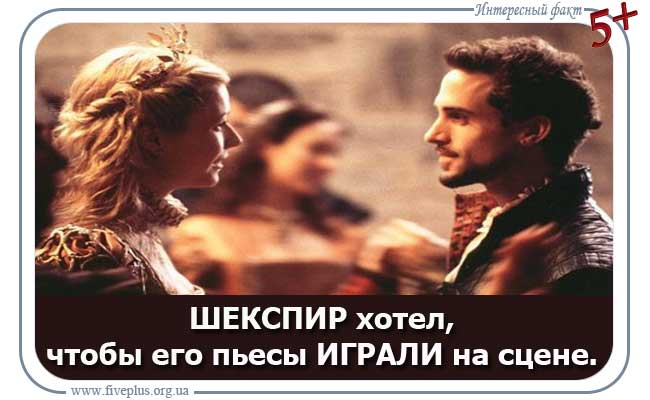 Интересный факт
5+
ШЕКСПИР хотел,
чтобы его пьесы ИГРАЛИ на сцене.
www.fiveplus.org.ua